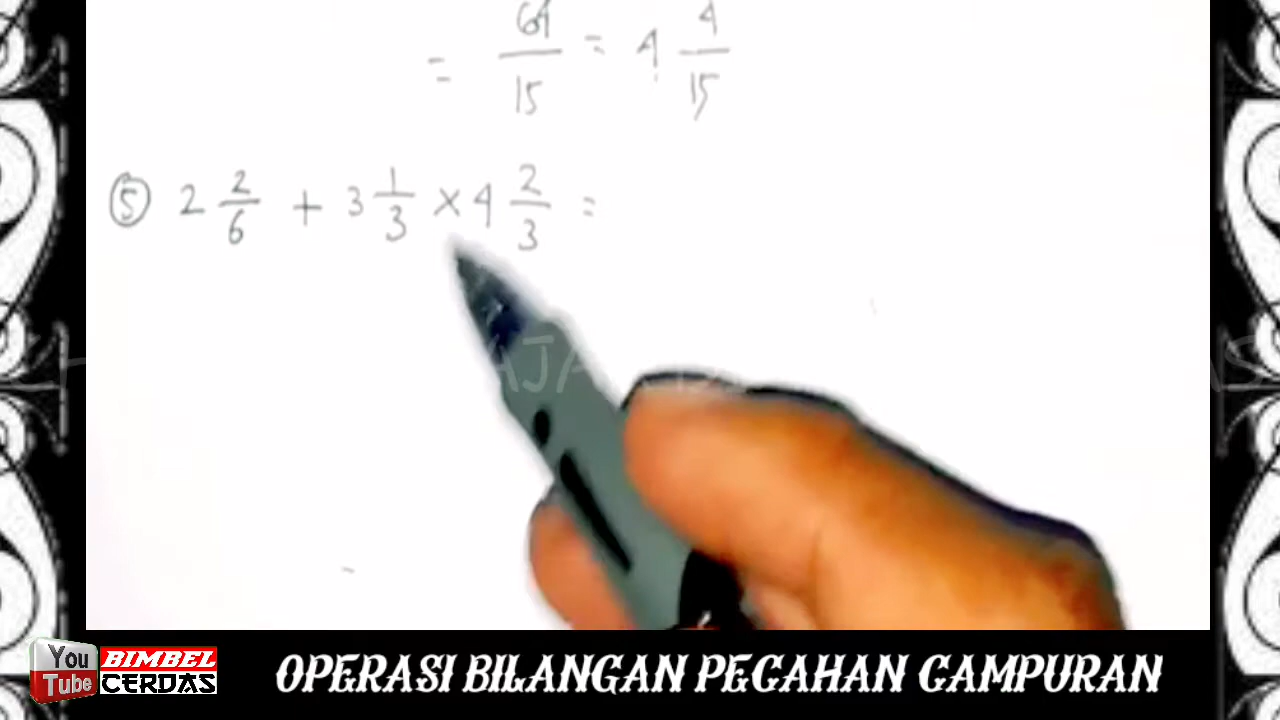 = 64/15 = 4 4/15
⑤ 2 2/6 + 3 1/3 × 4 2/3 =
AJA
You Tube BIMBEL CERDAS
OPERASI BILANGAN PECAHAN CAMPURAN